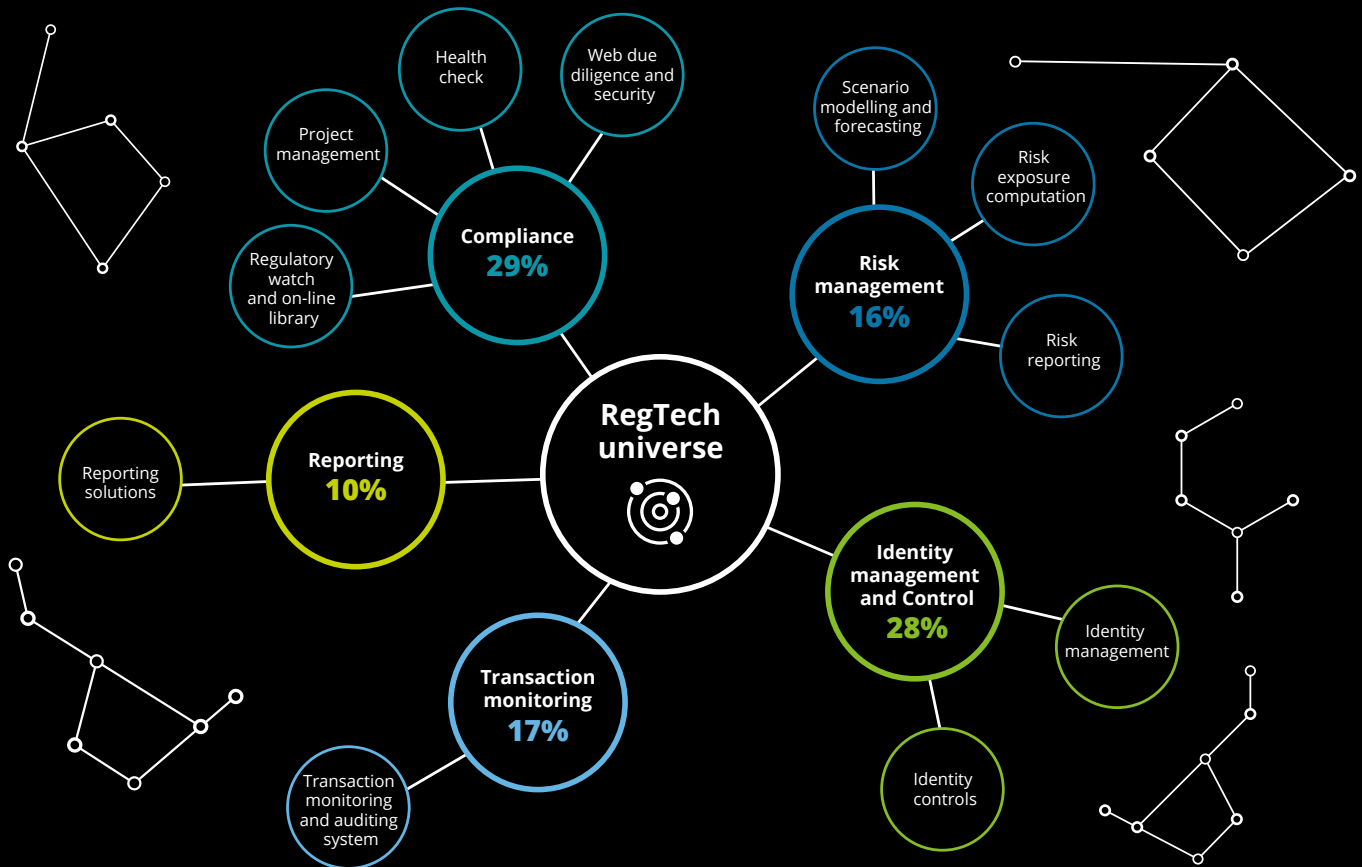 Health
check
Web due
diligence and
security
Project
management
Regulatory
watch
and on-line
library
Compliance
29%
Scenario
modelling and
forecasting
Risk
exposure
computation
Risk
reporting
Risk
management
16%
RegTech
universe
Reporting
solutions
Reporting
10%
Identity
management
and Control
28%
Identity
management
Identity
controls
Transaction
monitoring
17%
Transaction
monitoring
and auditing
system